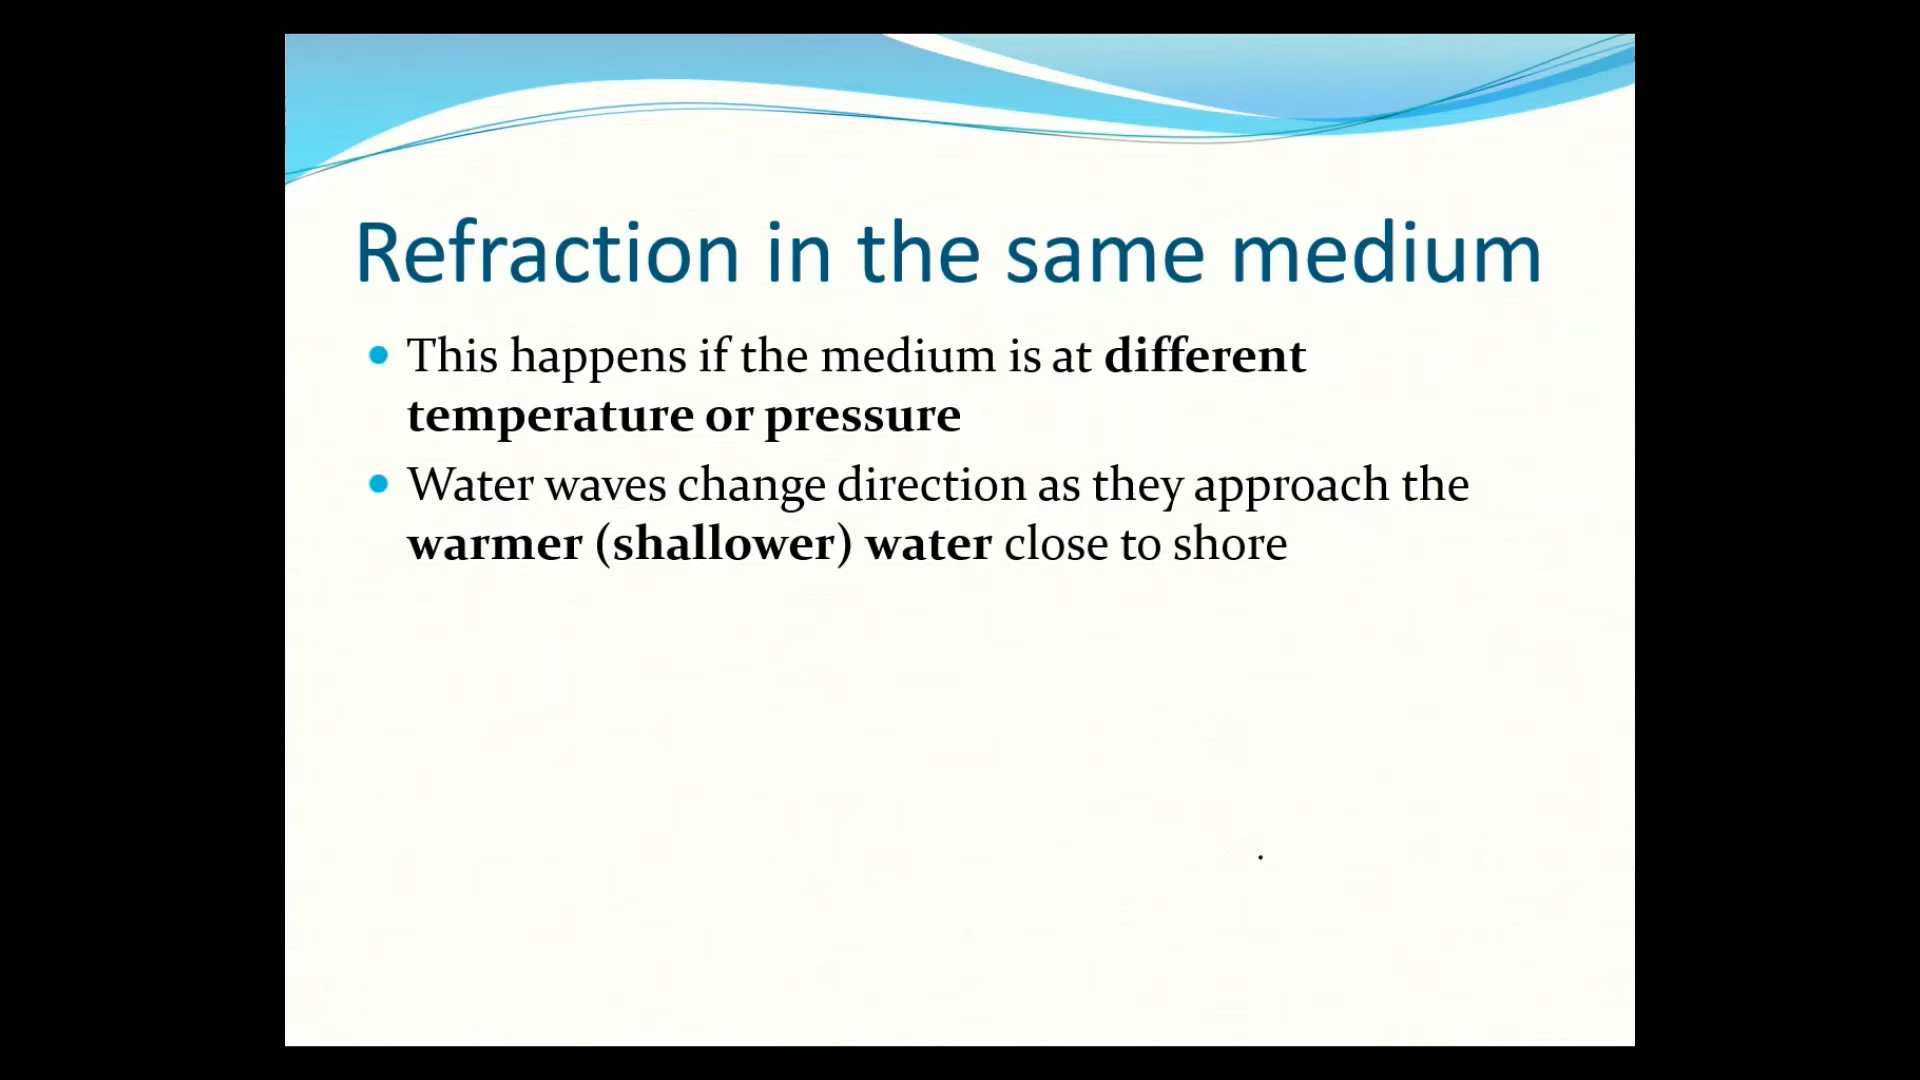 Refraction in the same medium
• This happens if the medium is at different
temperature or pressure
• Water waves change direction as they approach the
warmer (shallower) water close to shore
.